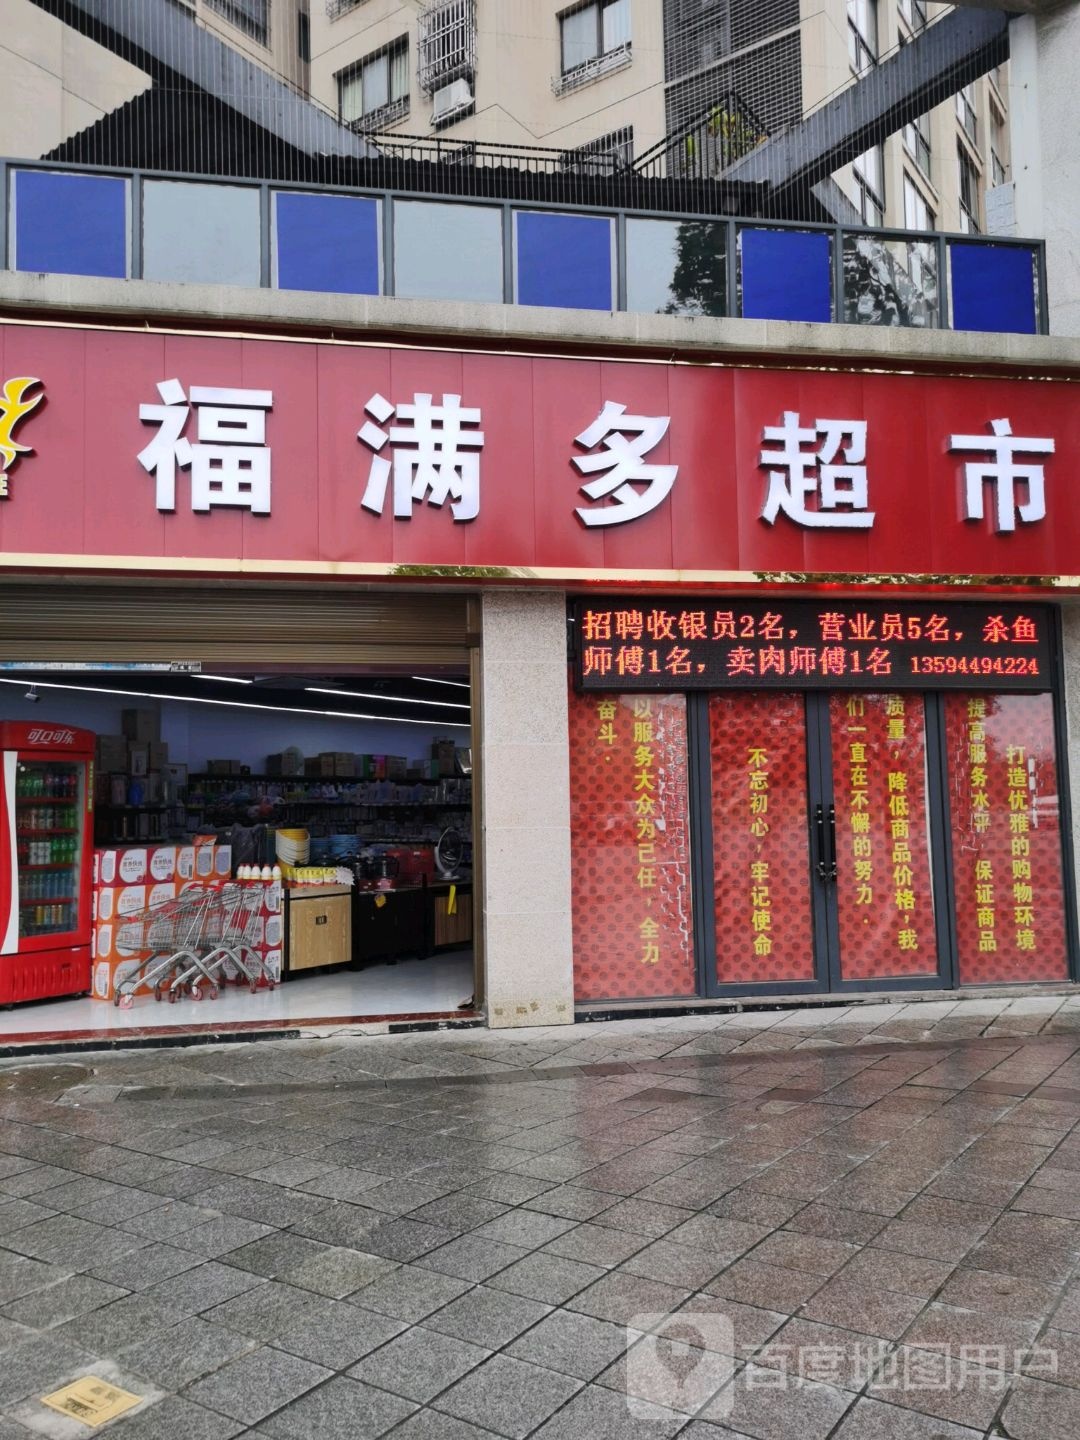 福满多超市
招聘收银员2名，营业员5名，杀鱼
师傅1名，卖肉师傅1名 13594494224
可口可乐
打造优雅的购物环境
提高服务水平 保证商品
质量，降低商品价格，我
们一直在不懈的努力.
不忘初心，牢记使命
以服务大众为己任，全力
奋斗.
百度地图用户